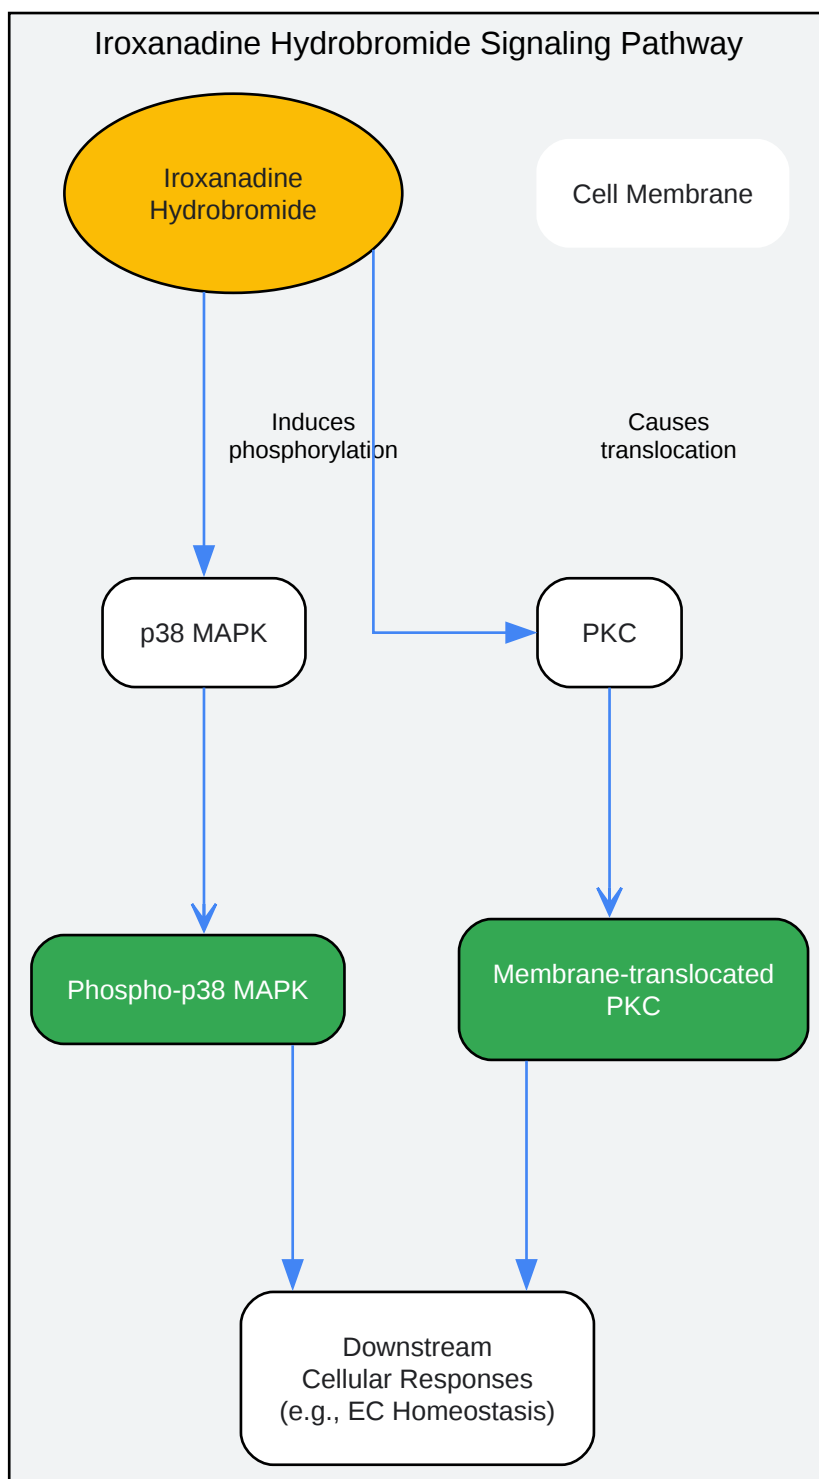 Iroxanadine Hydrobromide Signaling Pathway
Iroxanadine
Hydrobromide
Cell Membrane
Induces
phosphorylation
Causes
translocation
p38 MAPK
PKC
Phospho-p38 MAPK
Membrane-translocated
PKC
Downstream
Cellular Responses
(e.g., EC Homeostasis)